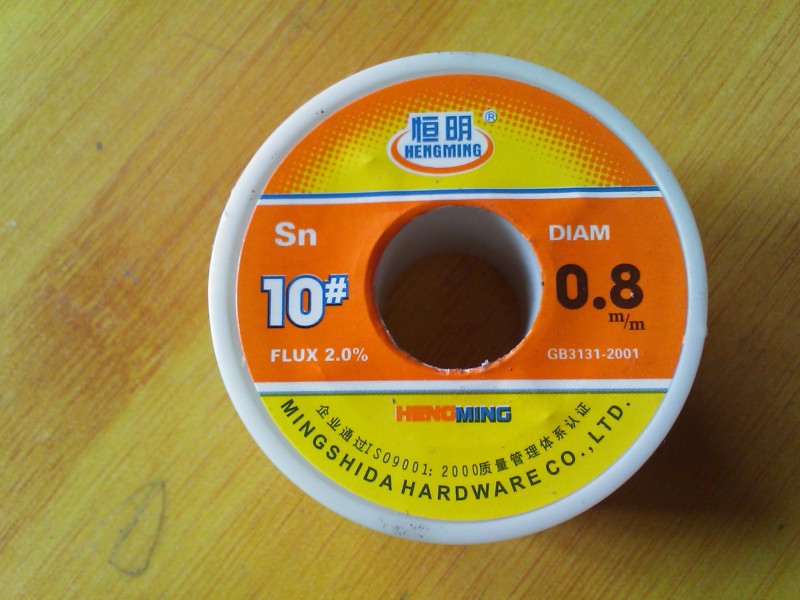 恒明®
HENGMING
Sn
DIAM
10#
0.8
m/m
FLUX 2.0%
GB3131-2001
HENGMING
企业通过ISO9001: 2000质量管理体系认证
MINGSHIDA HARDWARE CO.,LTD.